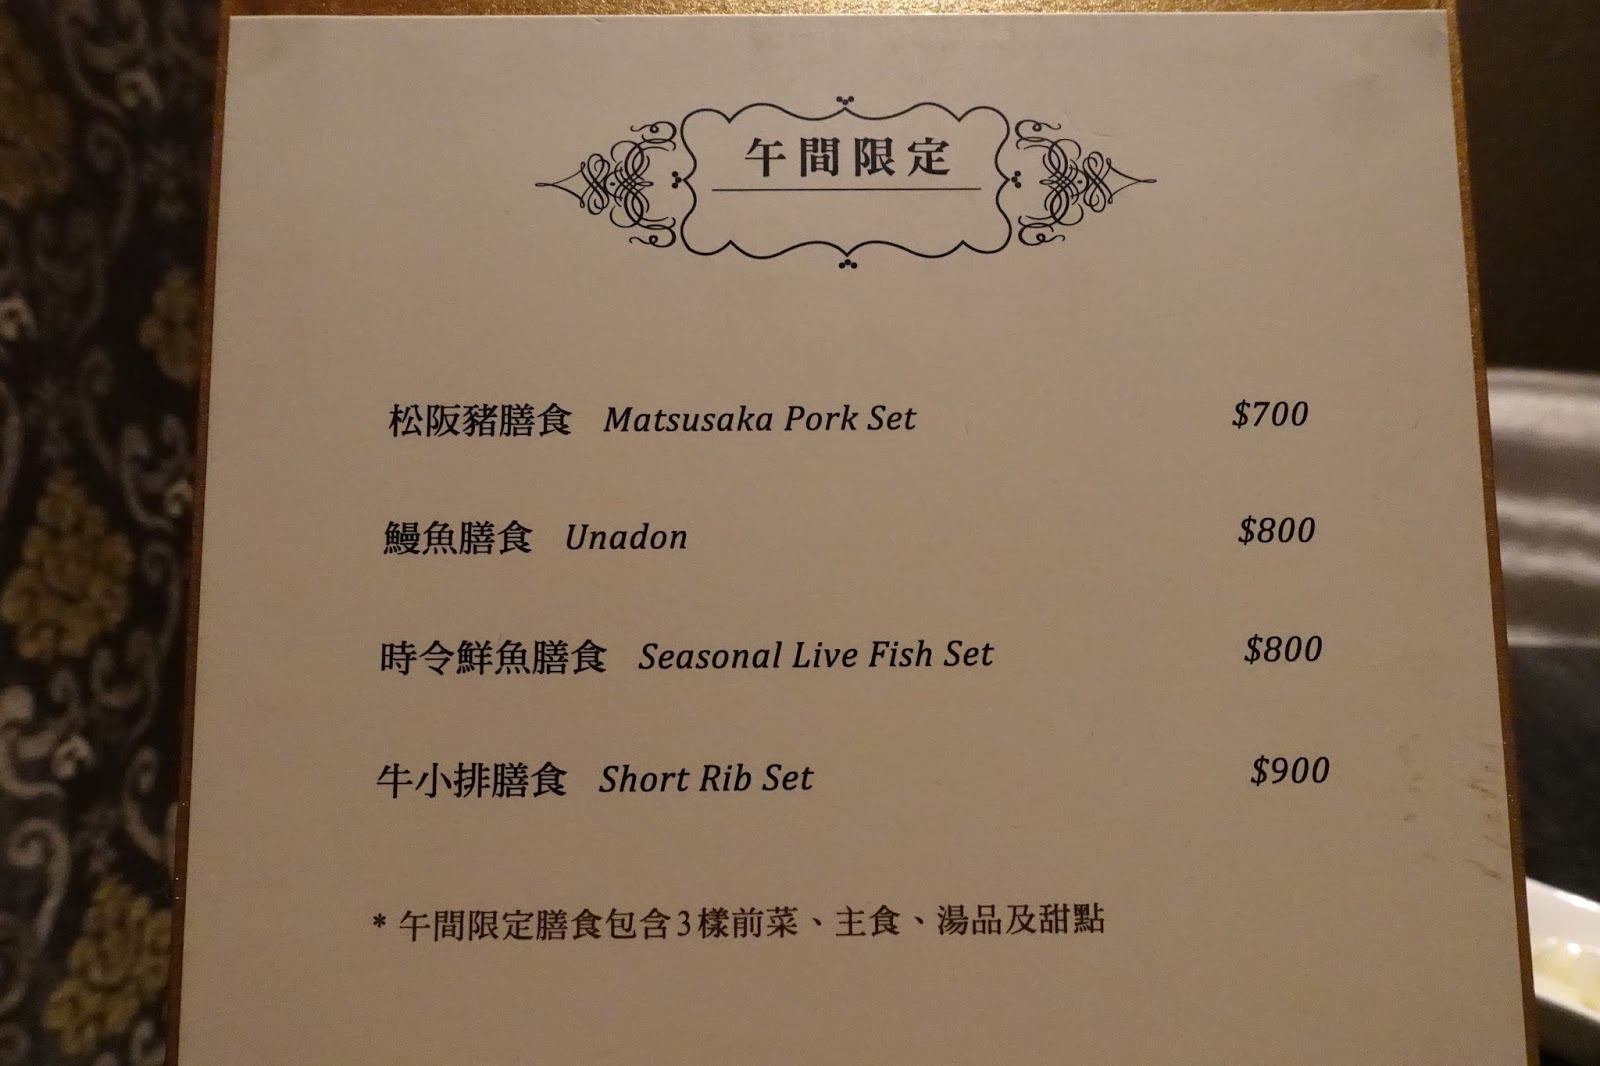 午間限定
松阪豬膳食 Matsusaka Pork Set $700
鰻魚膳食 Unadon $800
時令鮮魚膳食 Seasonal Live Fish Set $800
牛小排膳食 Short Rib Set $900
* 午間限定膳食包含3樣前菜、主食、湯品及甜點